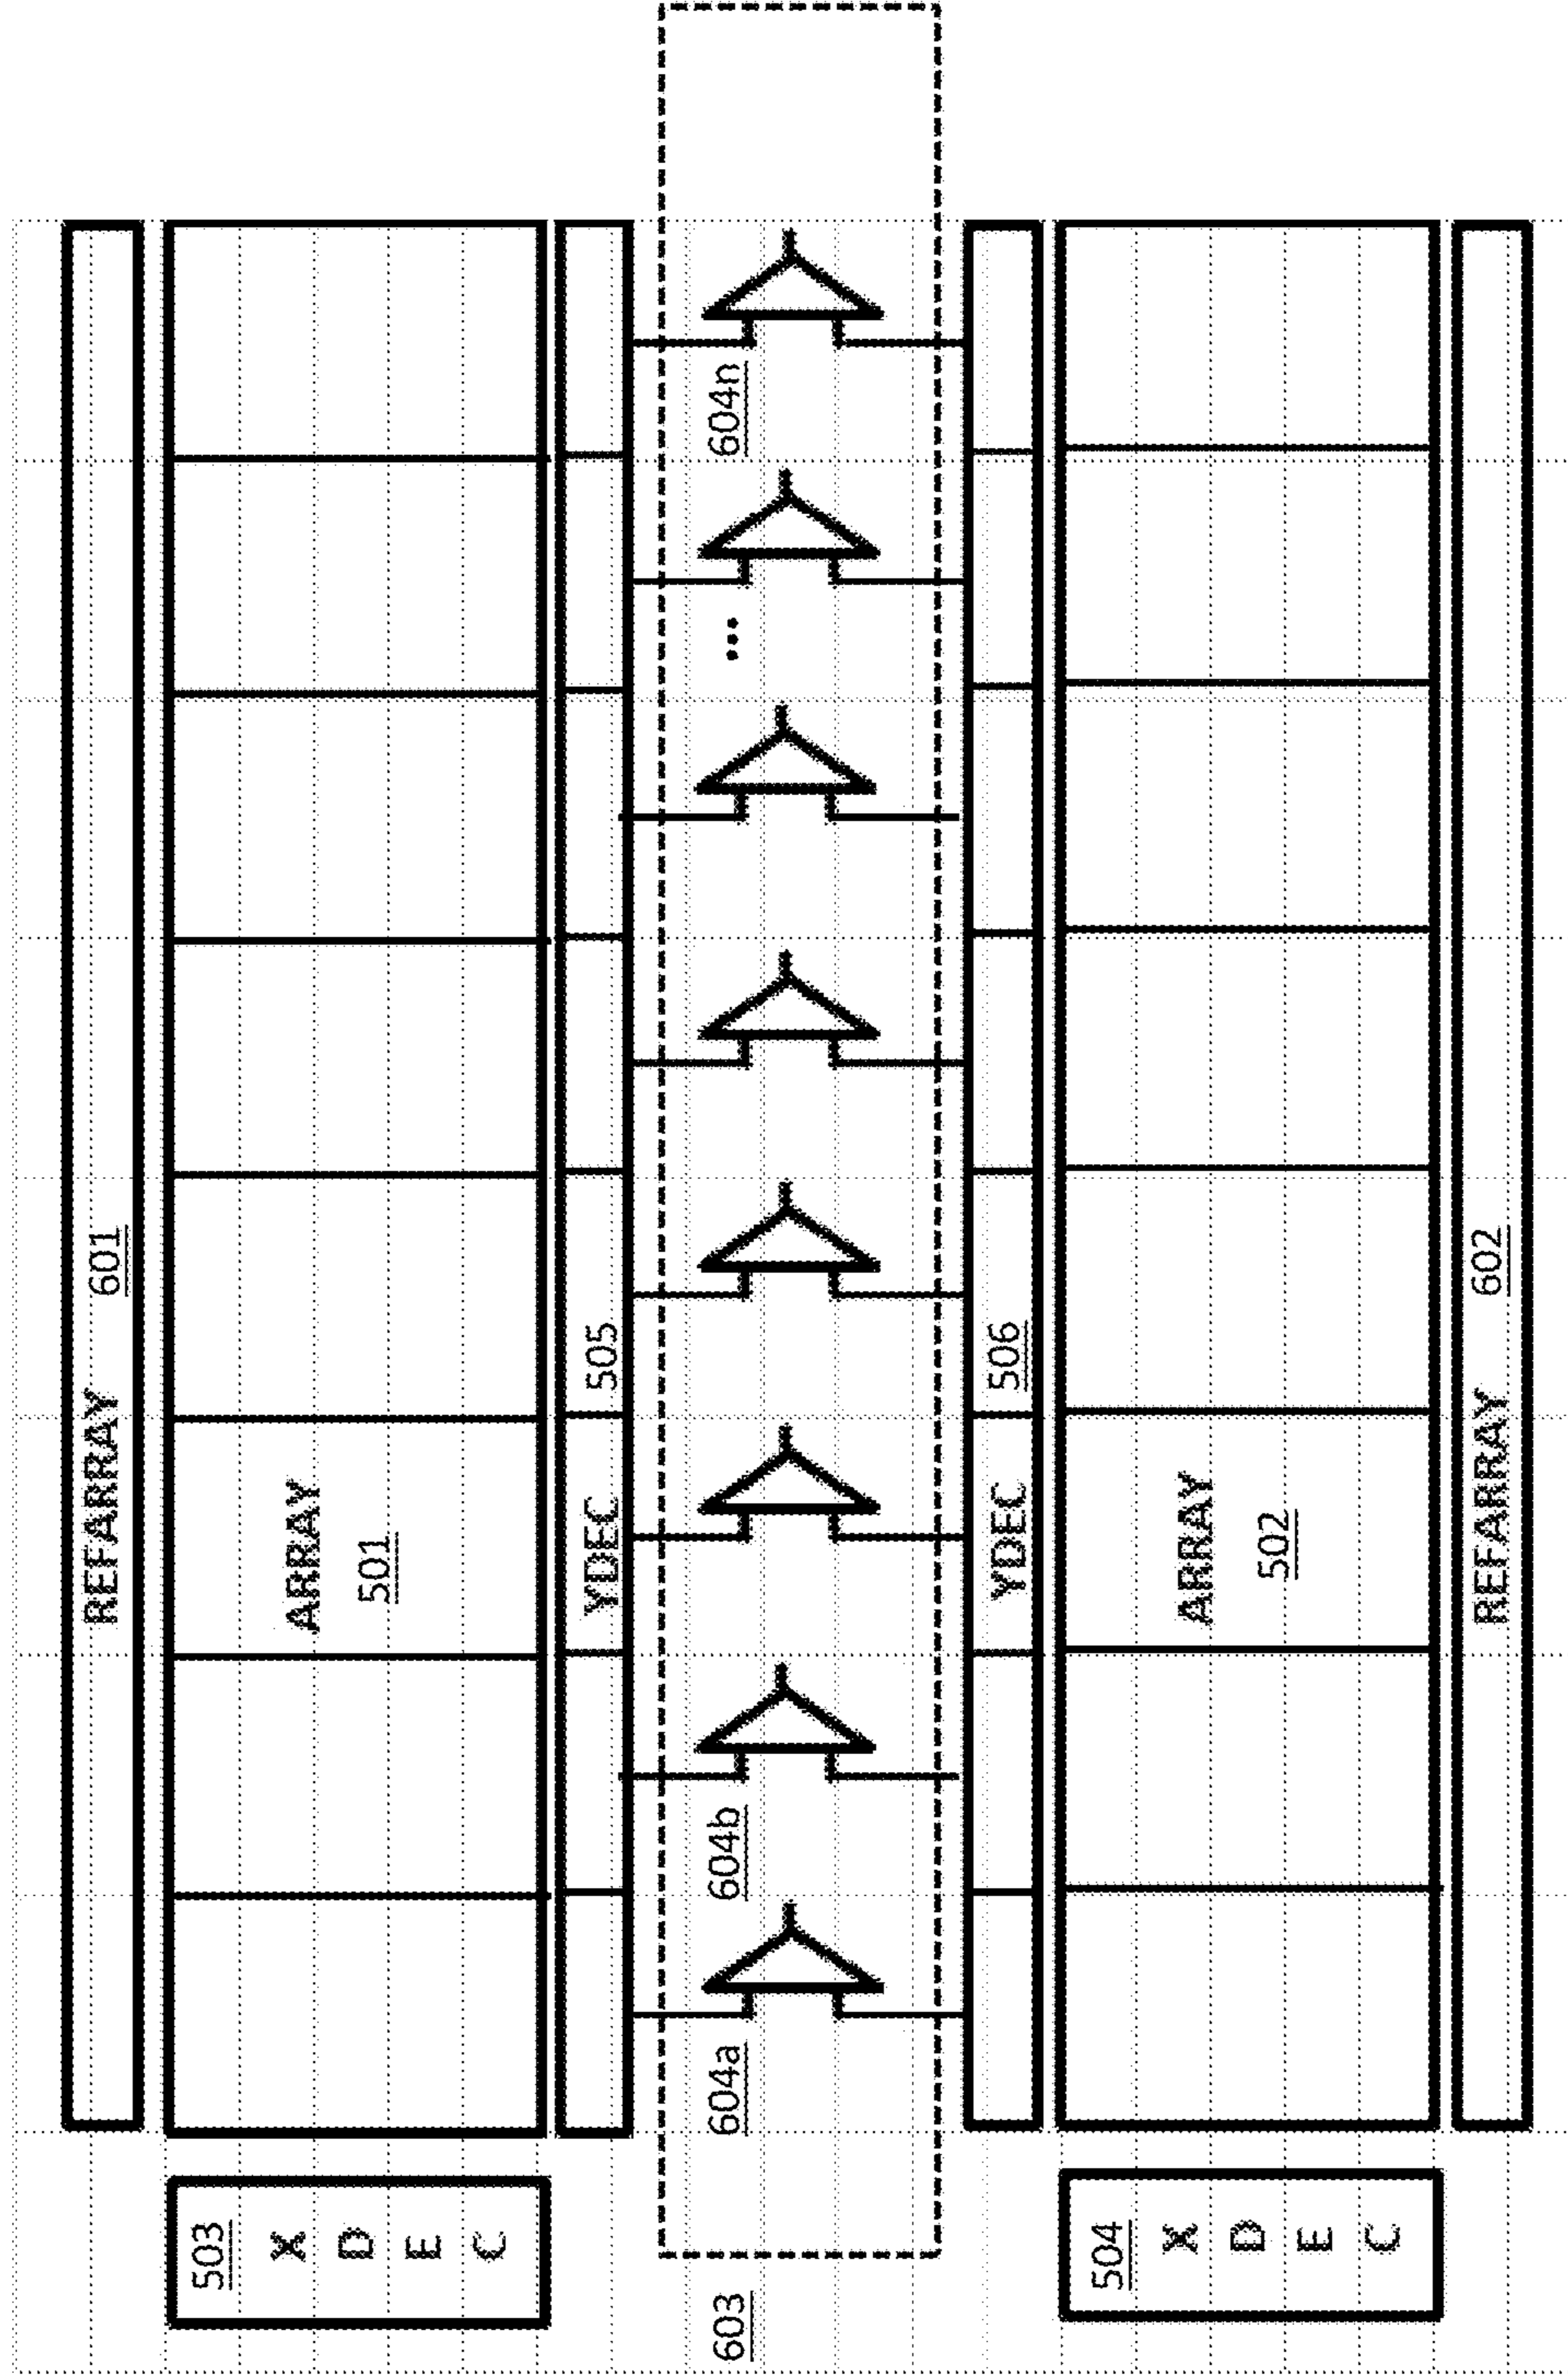 REFARRAY 601
503
X
D
E
C
ARRAY
501
YDEC 505
603
604a
604b
...
604n
YDEC 506
504
X
D
E
C
ARRAY
502
REFARRAY 602